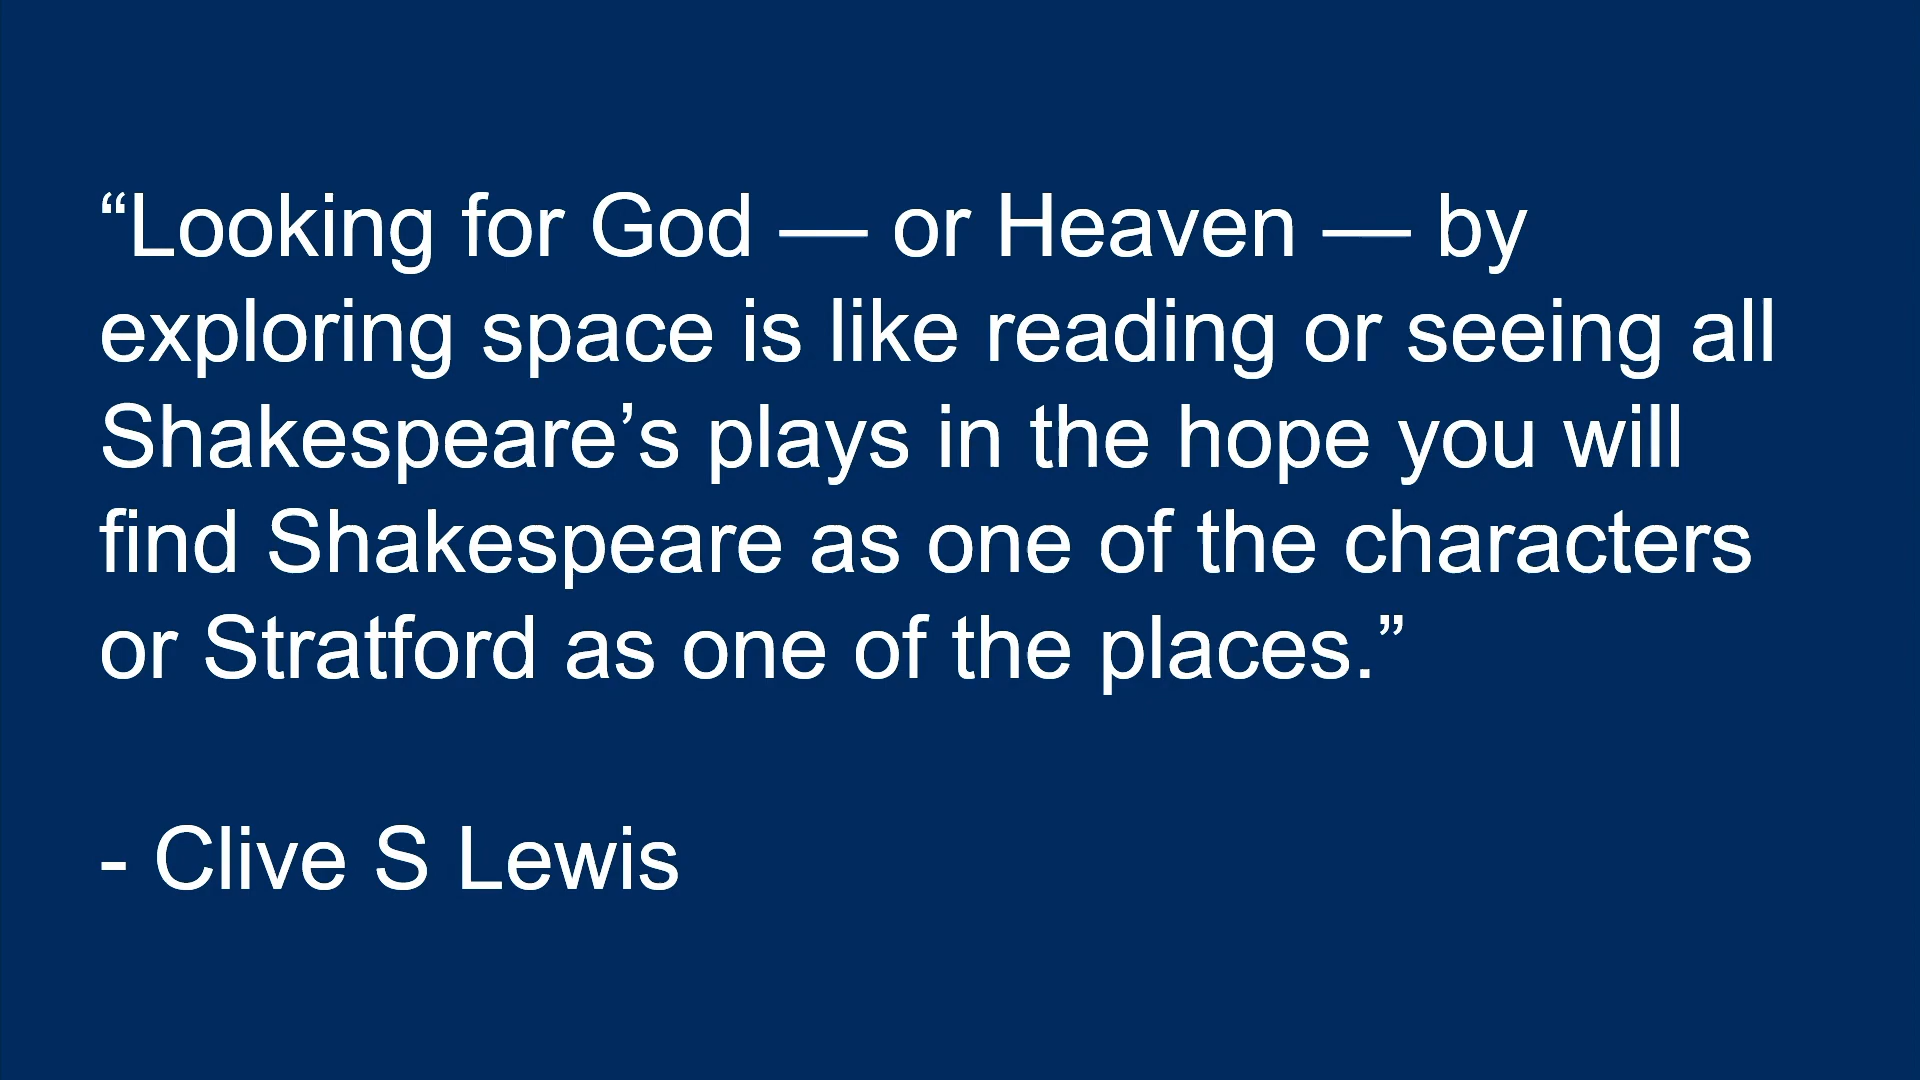 “Looking for God — or Heaven — by
exploring space is like reading or seeing all
Shakespeare’s plays in the hope you will
find Shakespeare as one of the characters
or Stratford as one of the places.”
- Clive S Lewis